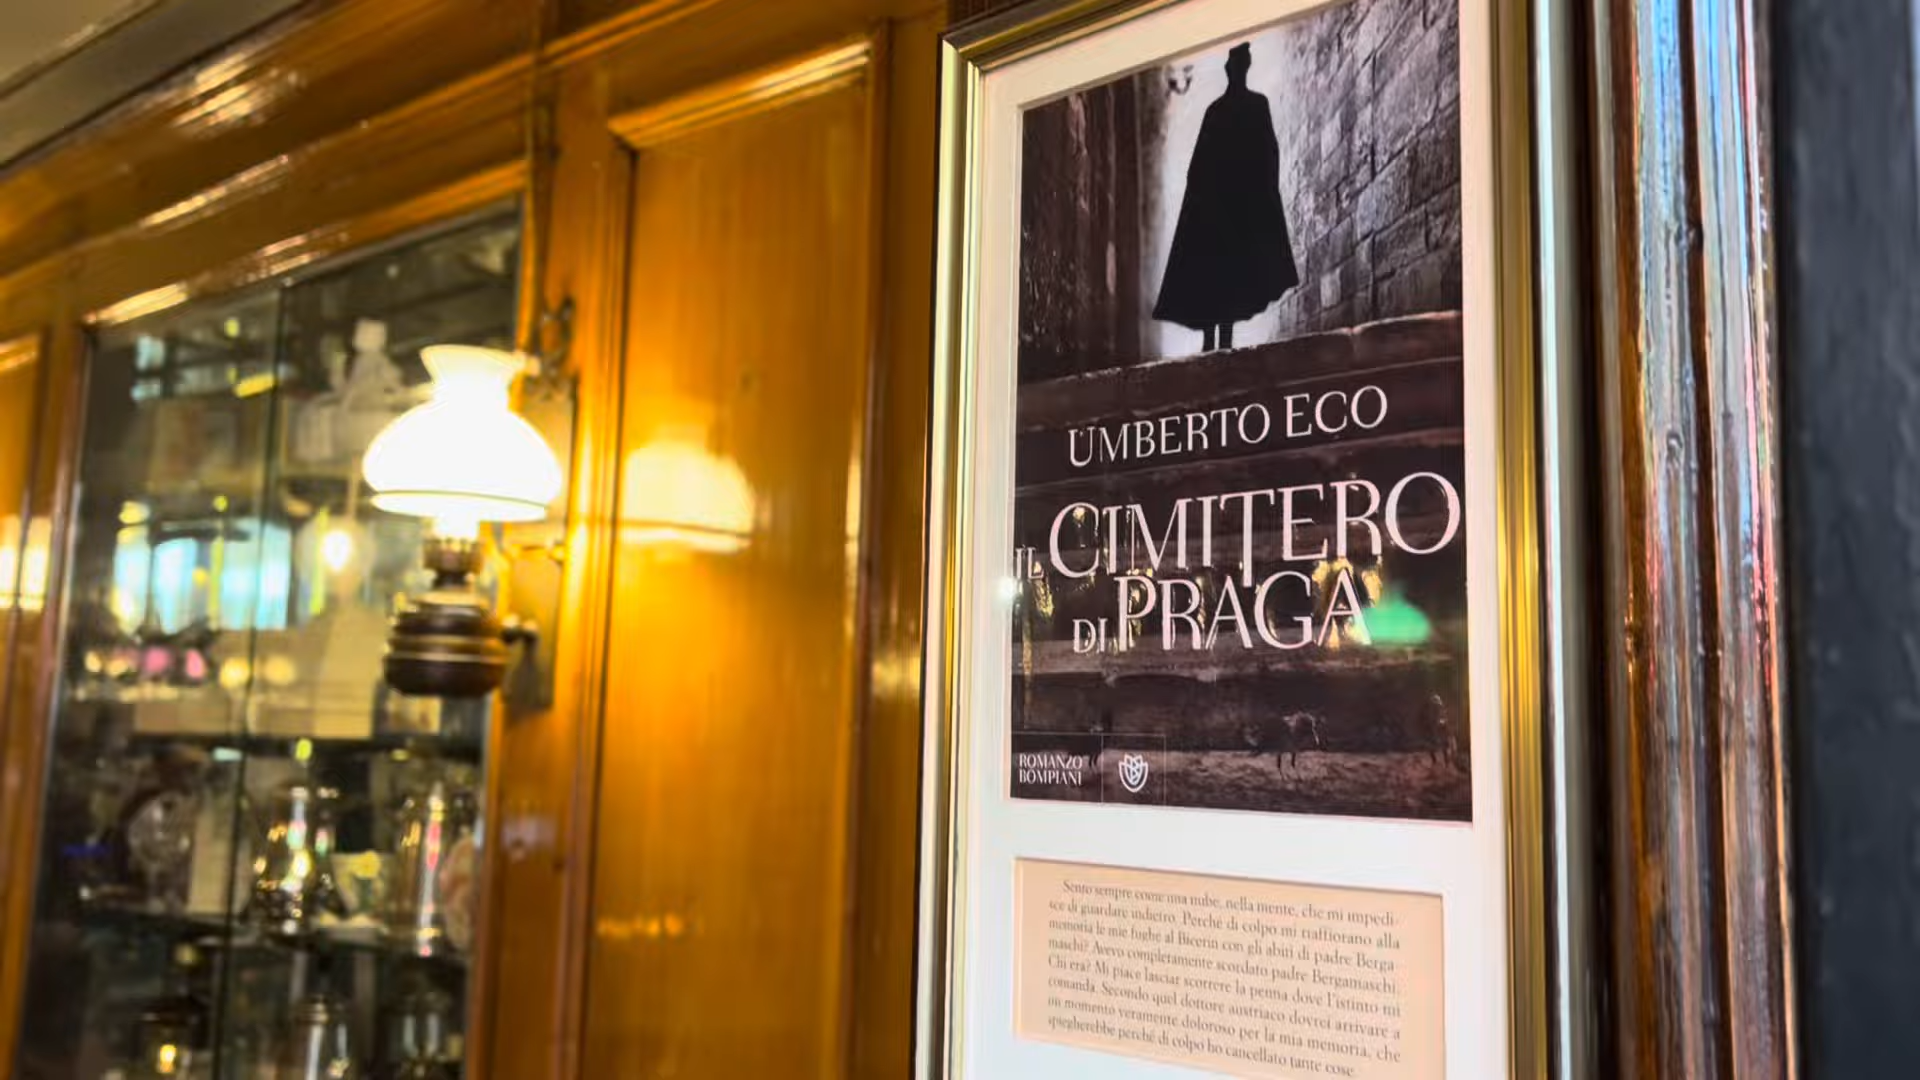 UMBERTO ECO
IL CIMITERO
DI PRAGA
ROMANZO
BOMPIANI
Sento sempre come una nube, nella mente, che mi impedi-
sce di guardare indietro. Perché di colpo mi riaffiorano alla
memoria le mie fughe al Bicerin con gli abiti di padre Berga
maschi? Avevo completamente scordato padre Bergamaschi.
Chi era? Mi piace lasciar scorrere la penna dove l'istinto mi
comanda. Secondo quel dottore austriaco dovrei arrivare a
un momento veramente doloroso per la mia memoria, che
spiegherebbe perché di colpo ho cancellato tante cose